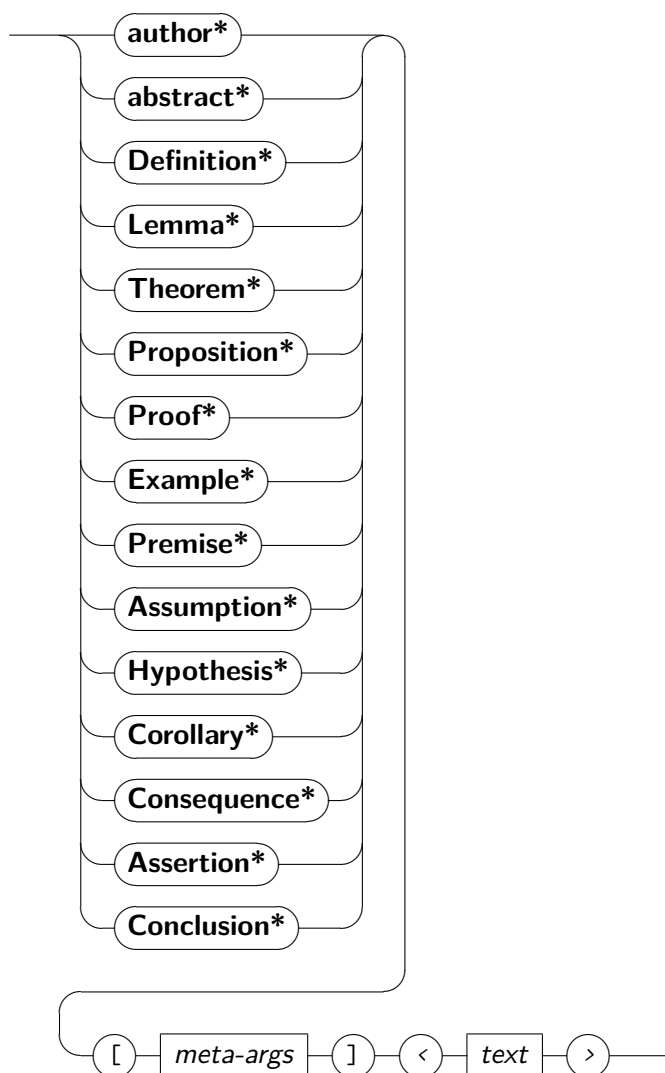 author*
abstract*
Definition*
Lemma*
Theorem*
Proposition*
Proof*
Example*
Premise*
Assumption*
Hypothesis*
Corollary*
Consequence*
Assertion*
Conclusion*
[ meta-args ] < text >